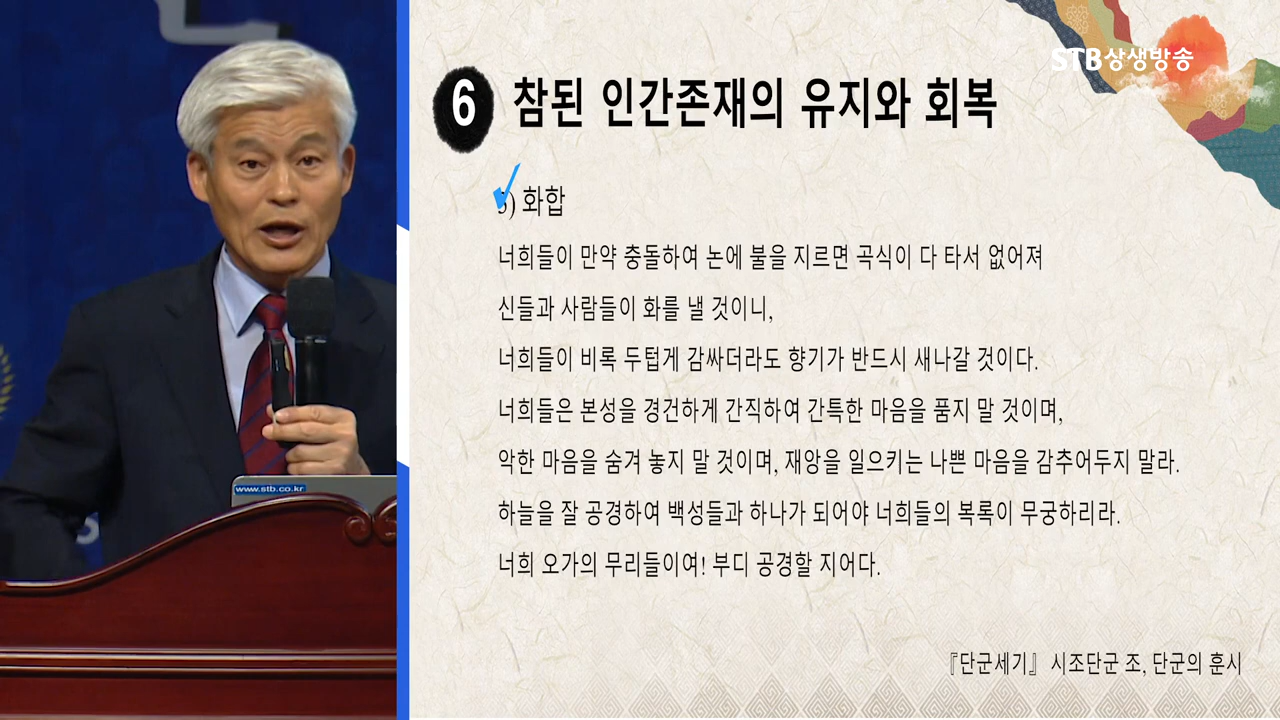 STB상생방송
6 참된 인간존재의 유지와 회복
) 화합
너희들이 만약 충돌하여 논에 불을 지르면 곡식이 다 타서 없어져
신들과 사람들이 화를 낼 것이니,
너희들이 비록 두텁게 감싸더라도 향기가 반드시 새나갈 것이다.
너희들은 본성을 경건하게 간직하여 간특한 마음을 품지 말 것이며,
악한 마음을 숨겨 놓지 말 것이며, 재앙을 일으키는 나쁜 마음을 감추어두지 말라.
하늘을 잘 공경하여 백성들과 하나가 되어야 너희들의 복록이 무궁하리라.
너희 오가의 무리들이여! 부디 공경할 지어다.
『단군세기』 시조단군 조, 단군의 훈시
www.stb.co.kr